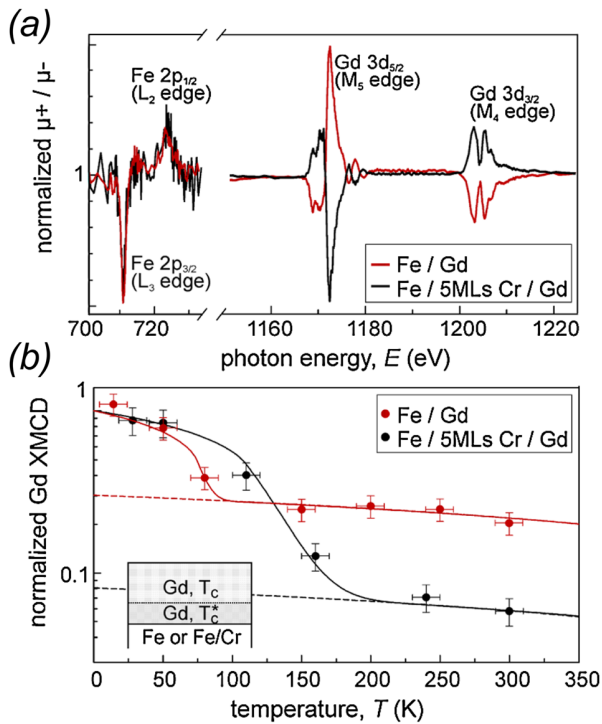 (a)
normalized μ+ / μ-
1
Fe 2p1/2
(L2 edge)
Fe 2p3/2
(L3 edge)
Gd 3d5/2
(M5 edge)
Gd 3d3/2
(M4 edge)
Fe / Gd
Fe / 5MLs Cr / Gd
700 720 1160 1180 1200 1225
photon energy, E (eV)
(b)
normalized Gd XMCD
1
0.1
Fe / Gd
Fe / 5MLs Cr / Gd
Gd, Tc
Gd, Tc*
Fe or Fe/Cr
0 50 100 150 200 250 300 350
temperature, T (K)